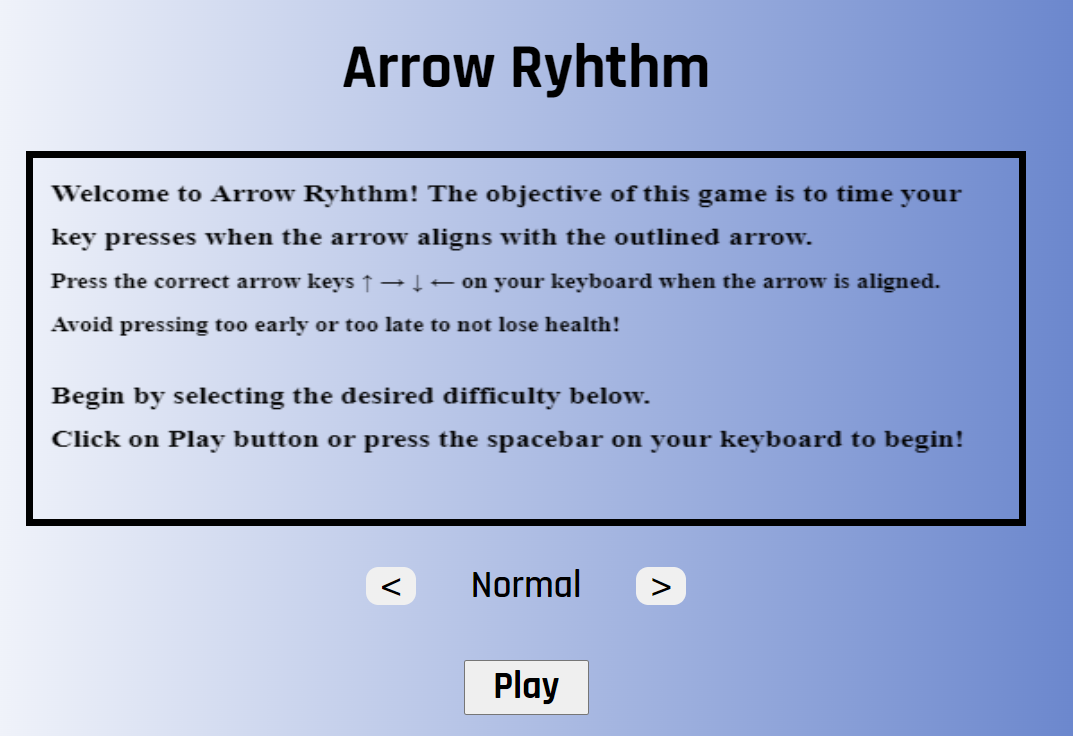 Arrow Ryhthm
Welcome to Arrow Ryhthm! The objective of this game is to time your
key presses when the arrow aligns with the outlined arrow.
Press the correct arrow keys ↑ → ↓ ← on your keyboard when the arrow is aligned.
Avoid pressing too early or too late to not lose health!
Begin by selecting the desired difficulty below.
Click on Play button or press the spacebar on your keyboard to begin!
< Normal >
Play